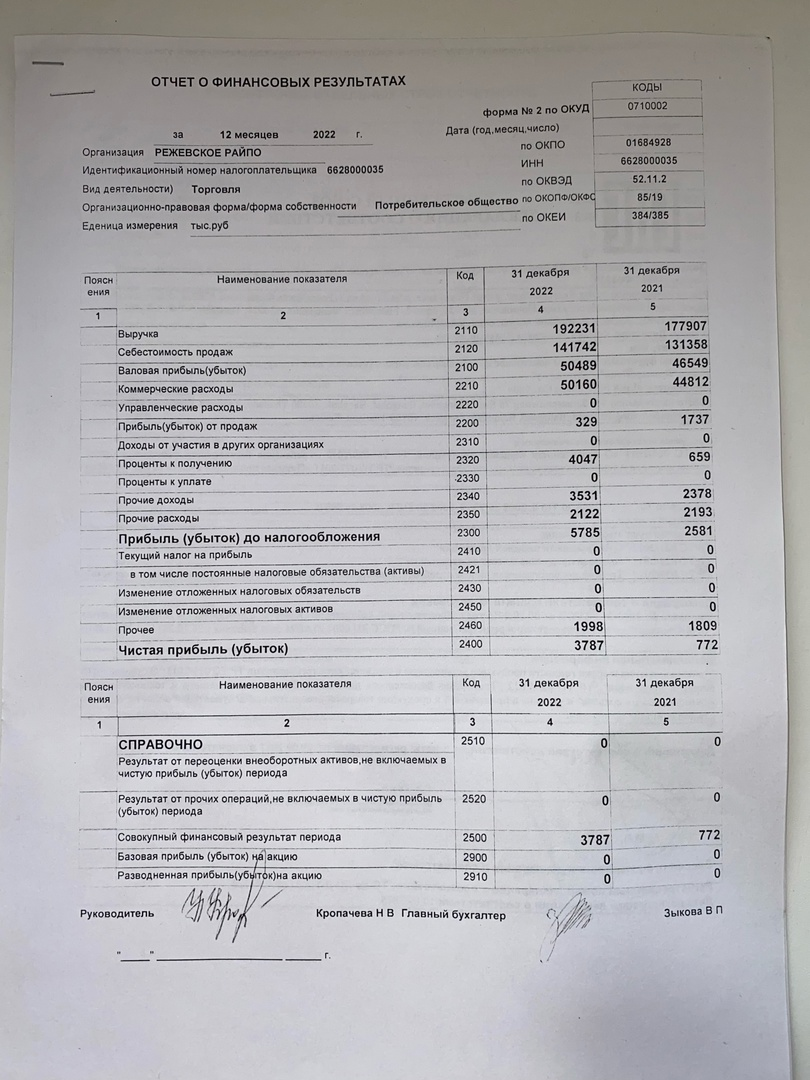 ОТЧЕТ О ФИНАНСОВЫХ РЕЗУЛЬТАТАХ
КОДЫ
форма № 2 по ОКУД 0710002
за 12 месяцев 2022 г.
Дата (год,месяц,число)
Организация РЕЖЕВСКОЕ РАЙПО
по ОКПО 01684928
Идентификационный номер налогоплательщика 6628000035
ИНН 6628000035
Вид деятельности) Торговля
по ОКВЭД 52.11.2
Организационно-правовая форма/форма собственности Потребительское общество по ОКОПФ/ОКФС 85/19
Еденица измерения тыс.руб
по ОКЕИ 384/385
Поясн ения Наименование показателя Код 31 декабря 2022 31 декабря 2021
1 2 3 4 5
Выручка 2110 192231 177907
Себестоимость продаж 2120 141742 131358
Валовая прибыль(убыток) 2100 50489 46549
Коммерческие расходы 2210 50160 44812
Управленческие расходы 2220 0 0
Прибыль(убыток) от продаж 2200 329 1737
Доходы от участия в других организациях 2310 0 0
Проценты к получению 2320 4047 659
Проценты к уплате 2330 0 0
Прочие доходы 2340 3531 2378
Прочие расходы 2350 2122 2193
Прибыль (убыток) до налогообложения 2300 5785 2581
Текущий налог на прибыль 2410 0 0
в том числе постоянные налоговые обязательства (активы) 2421 0 0
Изменение отложенных налоговых обязательств 2430 0 0
Изменение отложенных налоговых активов 2450 0 0
Прочее 2460 1998 1809
Чистая прибыль (убыток) 2400 3787 772
Поясн ения Наименование показателя Код 31 декабря 2022 31 декабря 2021
1 2 3 4 5
СПРАВОЧНО 2510 0 0
Результат от переоценки внеоборотных активов,не включаемых в
чистую прибыль (убыток) периода
Результат от прочих операций,не включаемых в чистую прибыль 2520 0 0
(убыток) периода
Совокупный финансовый результат периода 2500 3787 772
Базовая прибыль (убыток) на акцию 2900 0 0
Разводненная прибыль(убыток)на акцию 2910 0 0
Руководитель Кропачева Н В Главный бухгалтер Зыкова В П
"____" ____________________ ______ г.